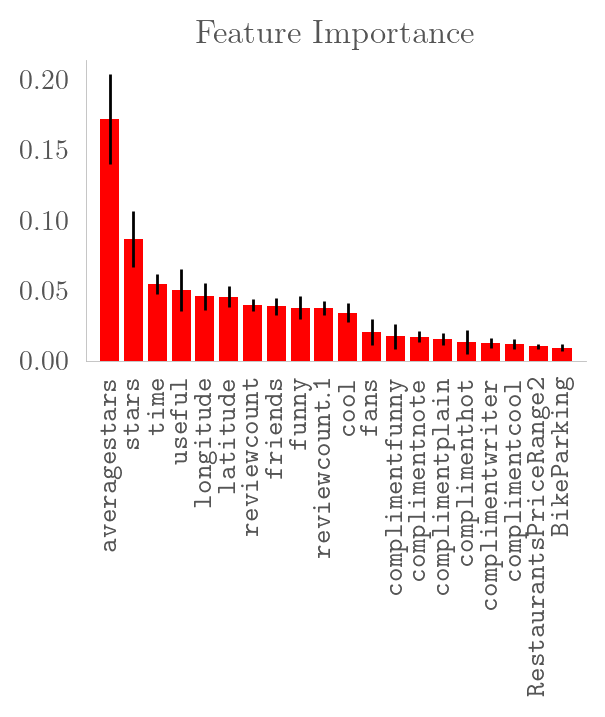 Feature Importance
0.20
0.15
0.10
0.05
0.00
averagestars
stars
time
useful
longitude
latitude
reviewcount
friends
funny
reviewcount.1
cool
fans
complimentfunny
complimentnote
complimentplain
complimenthot
complimentwriter
complimentcool
RestaurantsPriceRange2
BikeParking